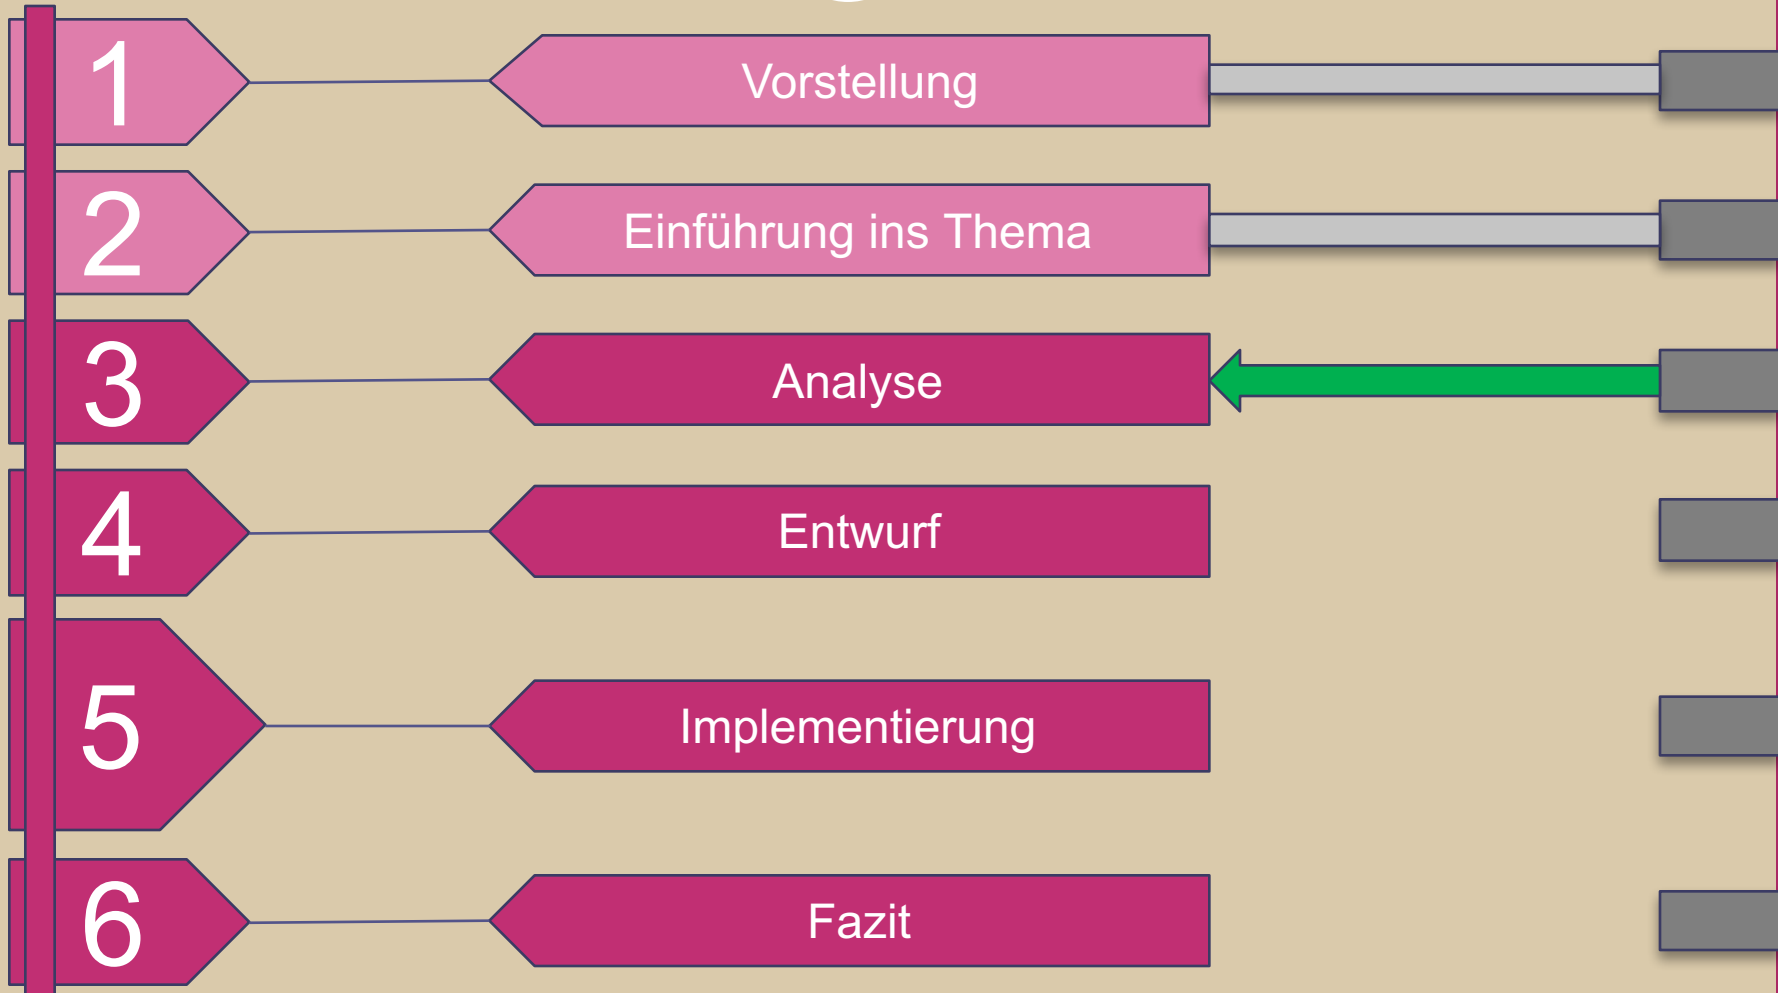 1 Vorstellung
2 Einführung ins Thema
3 Analyse
4 Entwurf
5 Implementierung
6 Fazit